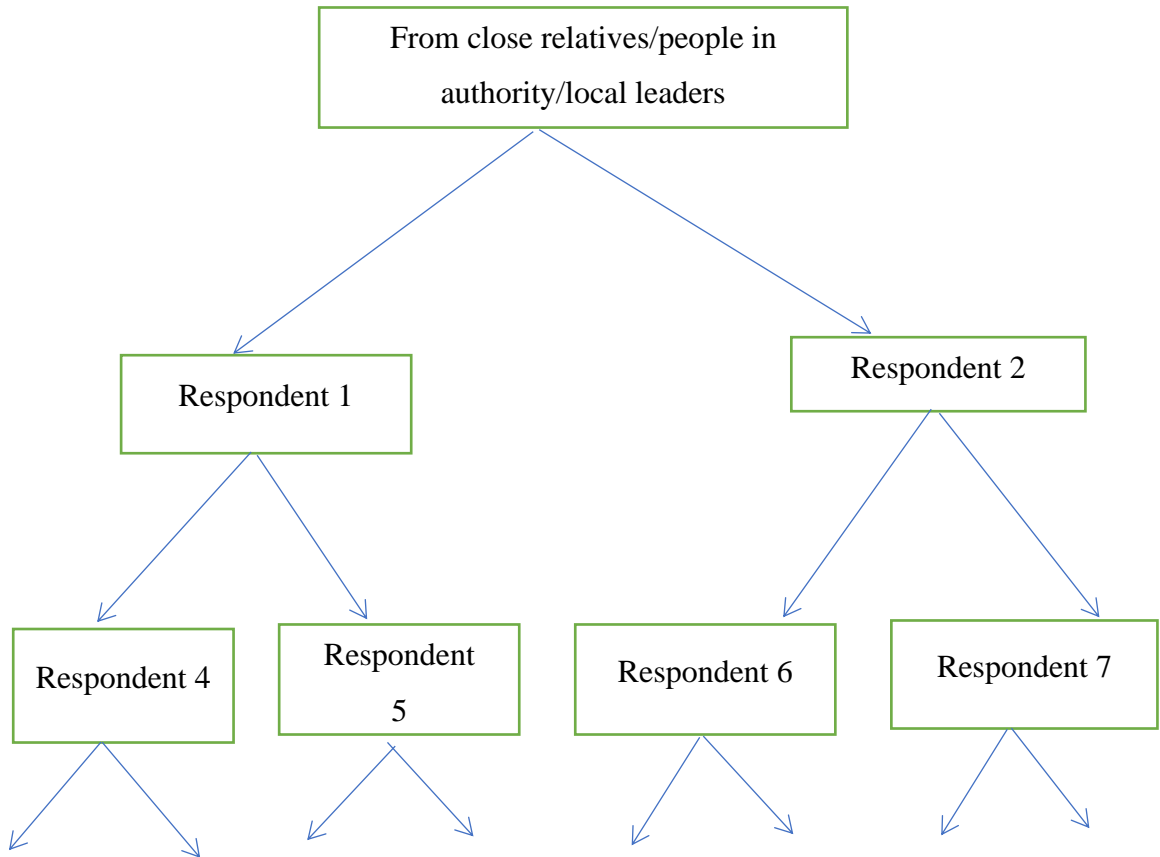 From close relatives/people in
authority/local leaders
Respondent 1
Respondent 2
Respondent 4
Respondent
5
Respondent 6
Respondent 7